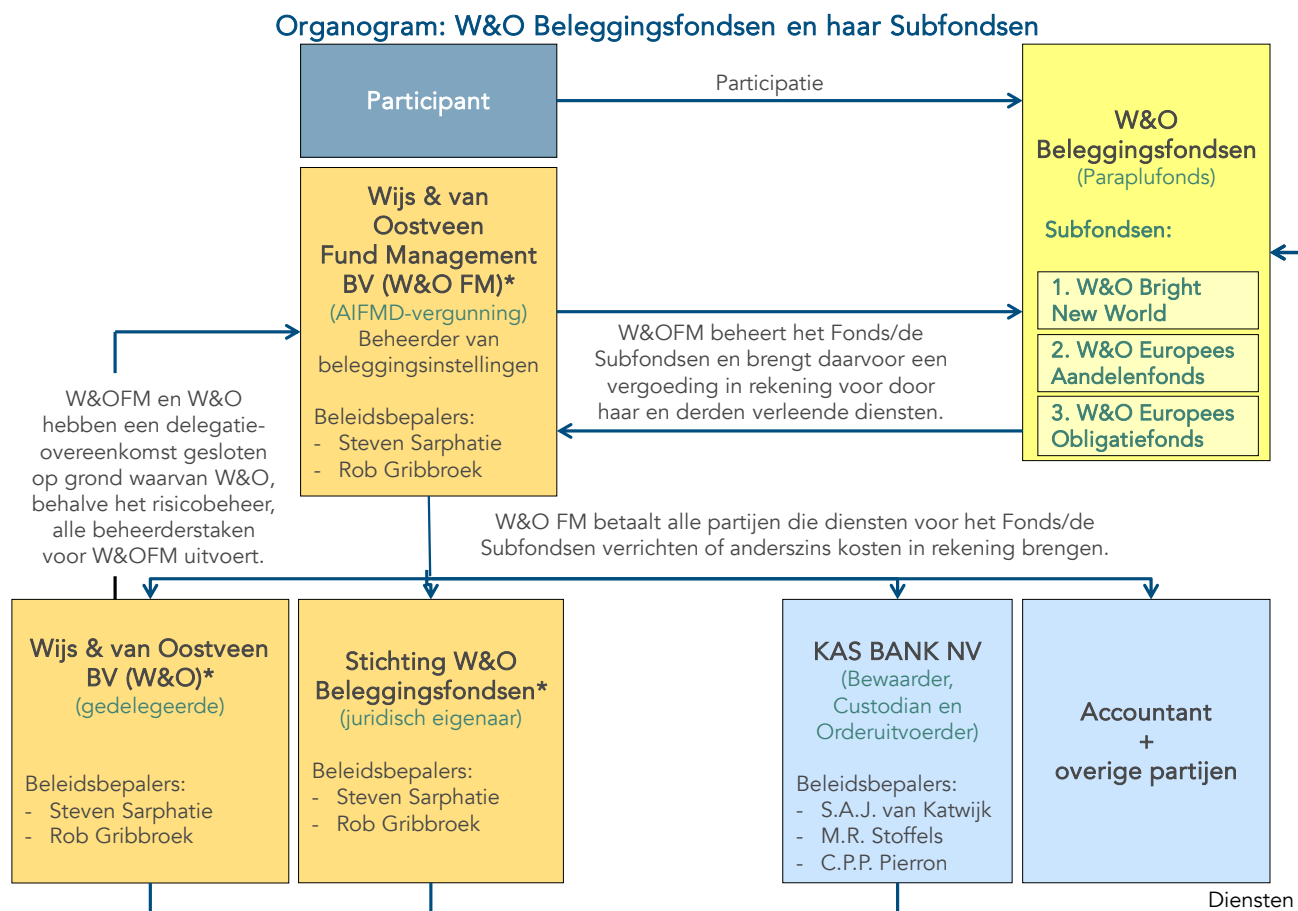 Organogram: W&O Beleggingsfondsen en haar Subfondsen
Participant
Participatie
W&O
Beleggingsfondsen
(Paraplufonds)
Subfondsen:
1. W&O Bright
New World
2. W&O Europees
Aandelenfonds
3. W&O Europees
Obligatiefonds
Wijs & van
Oostveen
Fund Management
BV (W&O FM)*
(AIFMD-vergunning)
Beheerder van
beleggingsinstellingen
Beleidsbepalers:
- Steven Sarphatie
- Rob Gribbroek
W&OFM beheert het Fonds/de
Subfondsen en brengt daarvoor een
vergoeding in rekening voor door
haar en derden verleende diensten.
W&OFM en W&O
hebben een delegatie-
overeenkomst gesloten
op grond waarvan W&O,
behalve het risicobeheer,
alle beheerderstaken
voor W&OFM uitvoert.
W&O FM betaalt alle partijen die diensten voor het Fonds/de
Subfondsen verrichten of anderszins kosten in rekening brengen.
Wijs & van Oostveen
BV (W&O)*
(gedelegeerde)
Beleidsbepalers:
- Steven Sarphatie
- Rob Gribbroek
Stichting W&O
Beleggingsfondsen*
(juridisch eigenaar)
Beleidsbepalers:
- Steven Sarphatie
- Rob Gribbroek
KAS BANK NV
(Bewaarder,
Custodian en
Orderuitvoerder)
Beleidsbepalers:
- S.A.J. van Katwijk
- M.R. Stoffels
- C.P.P. Pierron
Accountant
+
overige partijen
Diensten